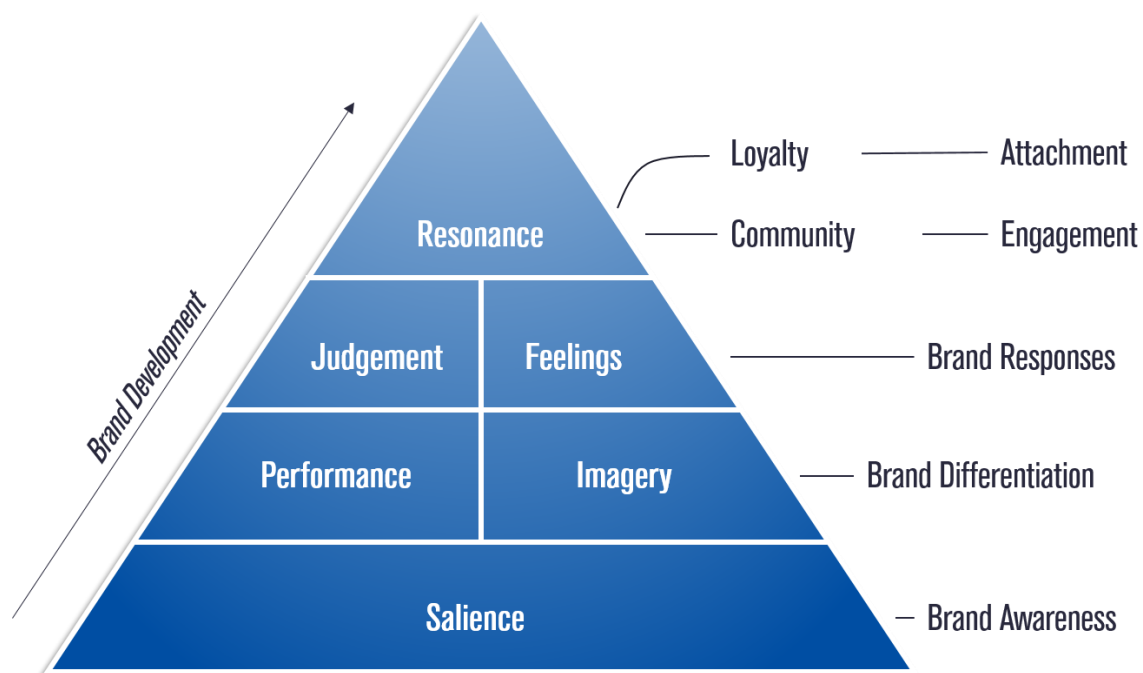 Loyalty
Attachment
Resonance
Community
Engagement
Brand Development
Judgement
Feelings
Brand Responses
Performance
Imagery
Brand Differentiation
Salience
Brand Awareness